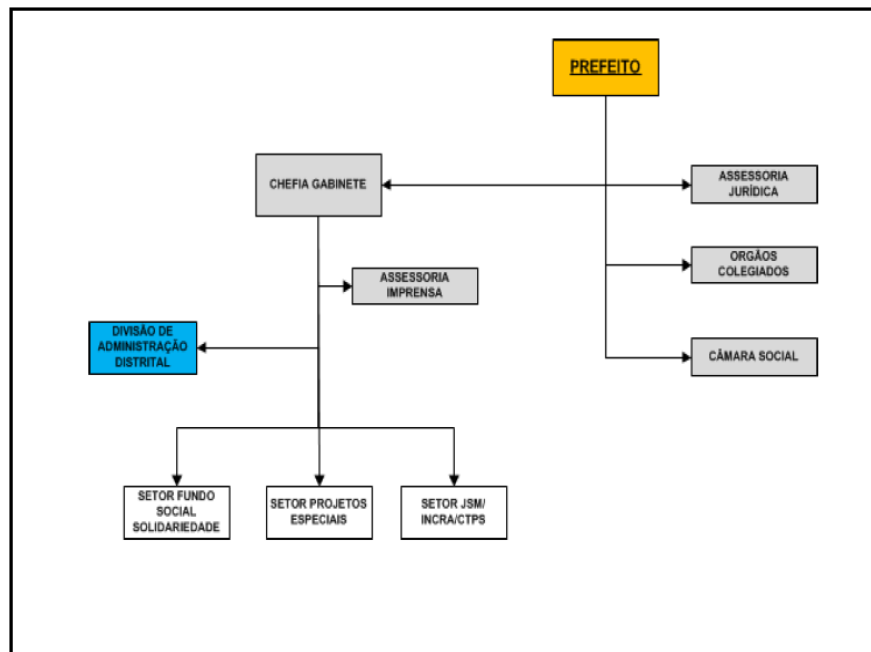 PREFEITO
CHEFIA GABINETE
ASSESSORIA
JURÍDICA
ORGÃOS
COLEGIADOS
ASSESSORIA
IMPRENSA
DIVISÃO DE
ADMINISTRAÇÃO
DISTRITAL
CÂMARA SOCIAL
SETOR FUNDO
SOCIAL
SOLIDARIEDADE
SETOR PROJETOS
ESPECIAIS
SETOR JSM/
INCRA/CTPS